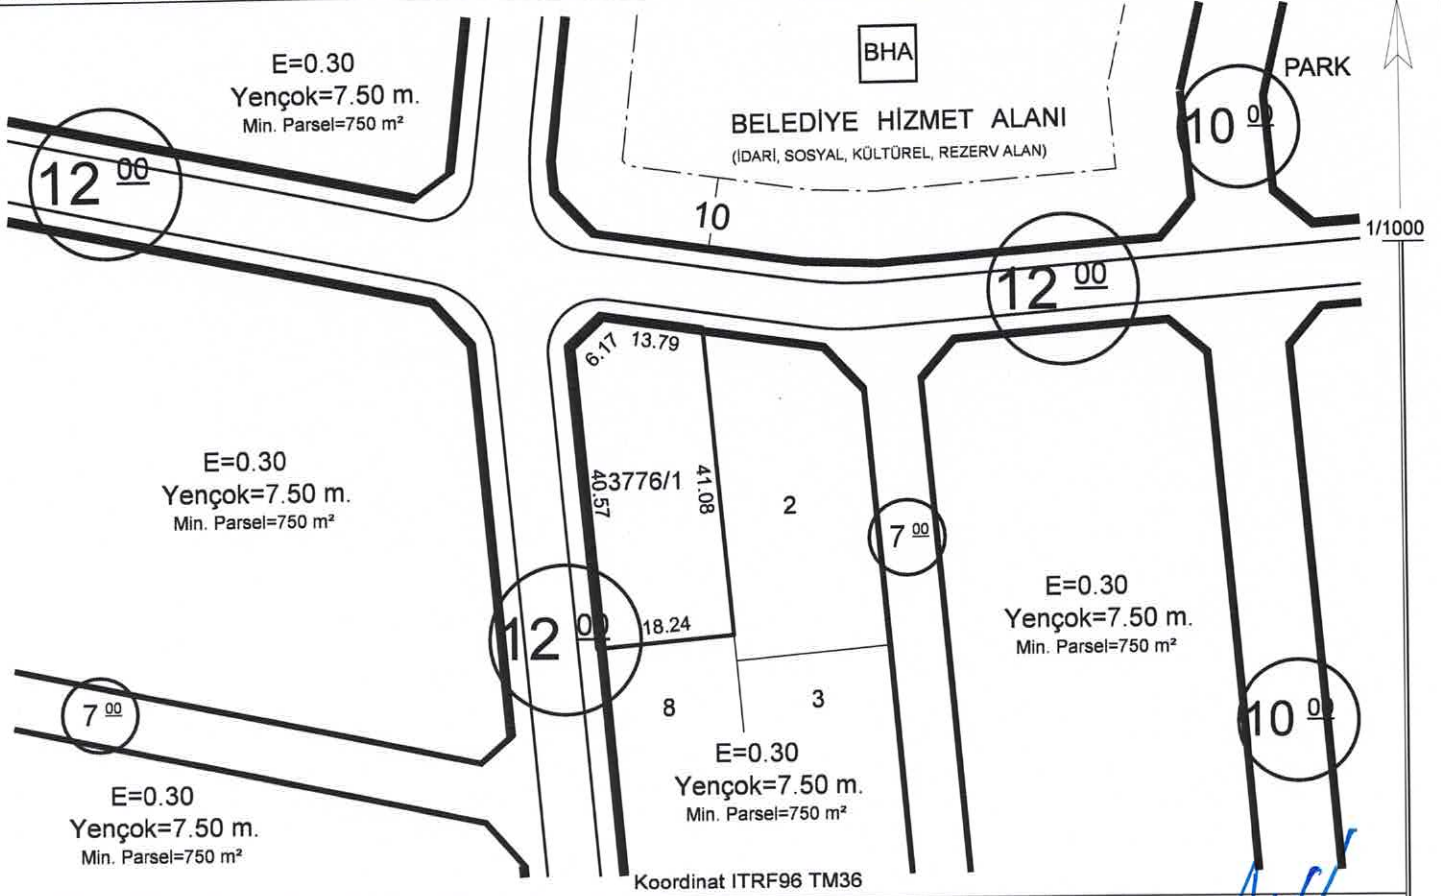 E=0.30
Yençok=7.50 m.
Min. Parsel=750 m²
BHA
BELEDİYE HİZMET ALANI
(İDARİ, SOSYAL, KÜLTÜREL, REZERV ALAN)
PARK
10 00
12 00
10
1/1000
12 00
6.17 13.79
E=0.30
Yençok=7.50 m.
Min. Parsel=750 m²
63776/1
40.57
41.08
2
7 00
E=0.30
Yençok=7.50 m.
Min. Parsel=750 m²
12 00
18.24
7 00
8
3
10 00
E=0.30
Yençok=7.50 m.
Min. Parsel=750 m²
E=0.30
Yençok=7.50 m.
Min. Parsel=750 m²
Koordinat ITRF96 TM36